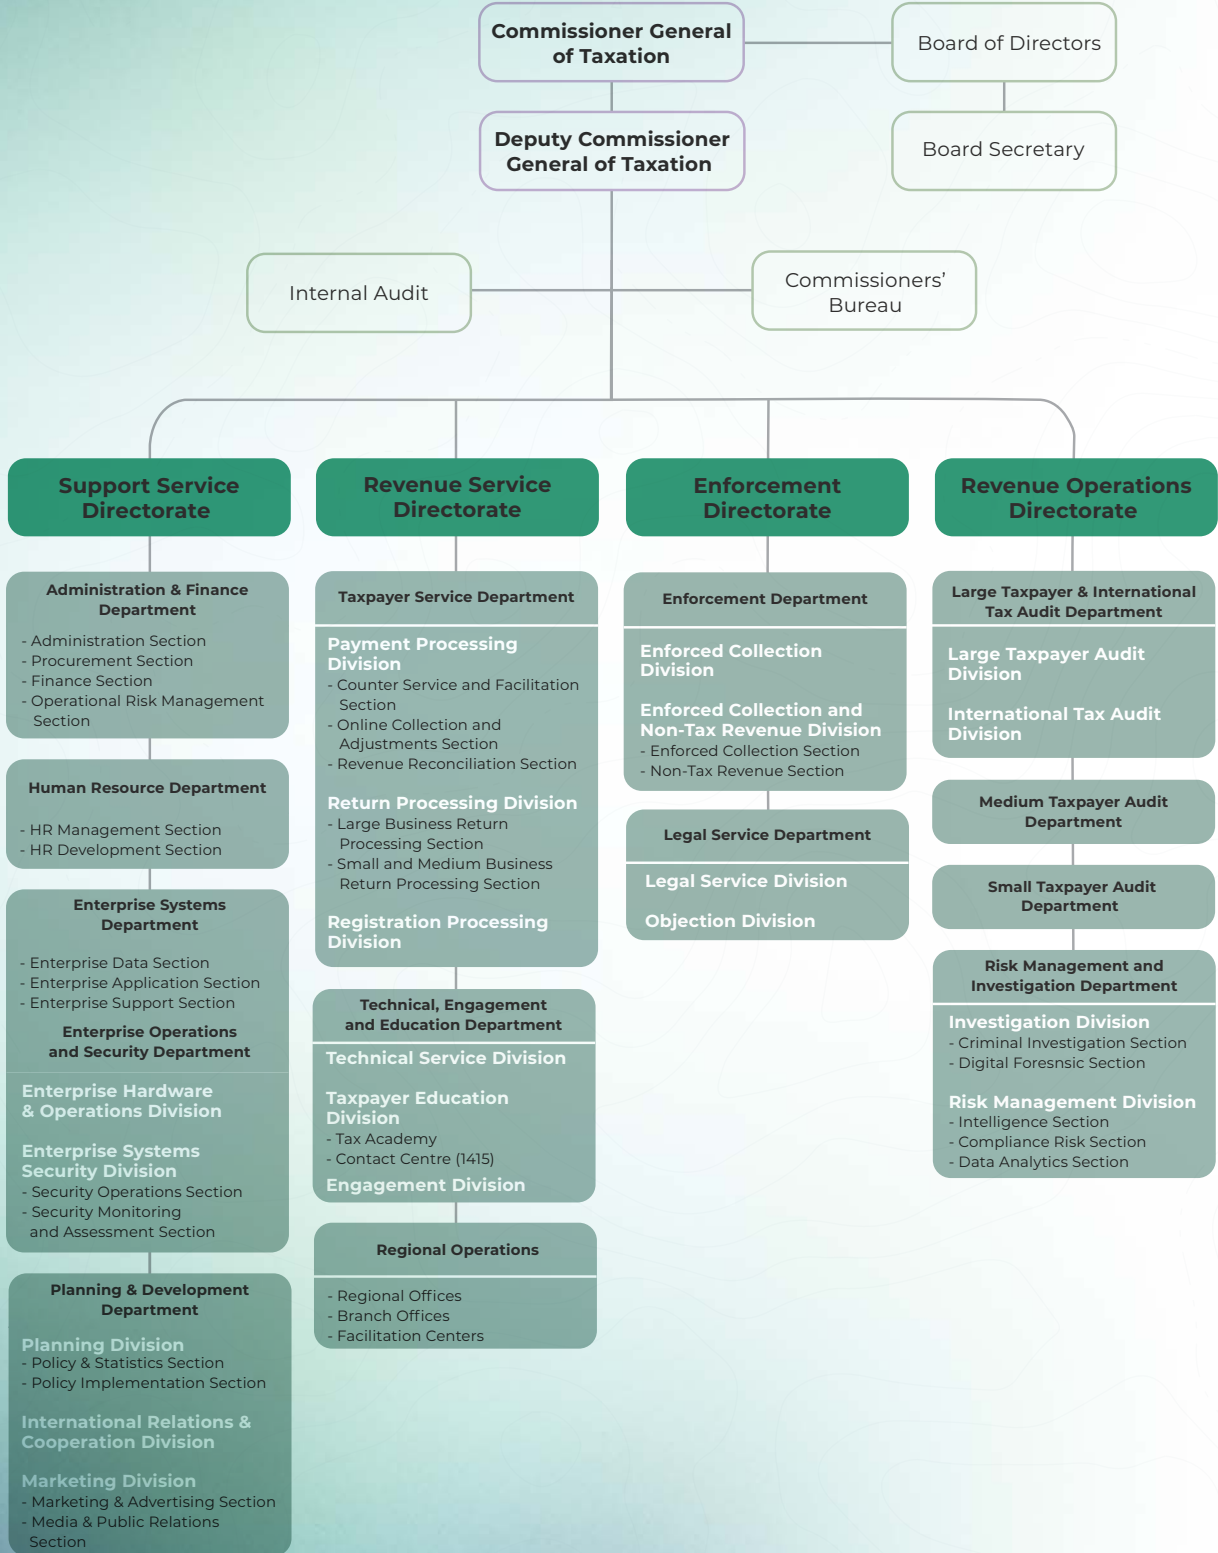 Commissioner General
of Taxation
Board of Directors
Deputy Commissioner
General of Taxation
Board Secretary
Internal Audit
Commissioners’
Bureau
Support Service
Directorate
Administration & Finance
Department
- Administration Section
- Procurement Section
- Finance Section
- Operational Risk Management
Section
Human Resource Department
- HR Management Section
- HR Development Section
Enterprise Systems
Department
- Enterprise Data Section
- Enterprise Application Section
- Enterprise Support Section
Enterprise Operations
and Security Department
Enterprise Hardware
& Operations Division
Enterprise Systems
Security Division
- Security Operations Section
- Security Monitoring
and Assessment Section
Planning & Development
Department
Planning Division
- Policy & Statistics Section
- Policy Implementation Section
International Relations &
Cooperation Division
Marketing Division
- Marketing & Advertising Section
- Media & Public Relations
Section
Revenue Service
Directorate
Taxpayer Service Department
Payment Processing
Division
- Counter Service and Facilitation
Section
- Online Collection and
Adjustments Section
- Revenue Reconciliation Section
Return Processing Division
- Large Business Return
Processing Section
- Small and Medium Business
Return Processing Section
Registration Processing
Division
Technical, Engagement
and Education Department
Technical Service Division
Taxpayer Education
Division
- Tax Academy
- Contact Centre (1415)
Engagement Division
Regional Operations
- Regional Offices
- Branch Offices
- Facilitation Centers
Enforcement
Directorate
Enforcement Department
Enforced Collection
Division
Enforced Collection and
Non-Tax Revenue Division
- Enforced Collection Section
- Non-Tax Revenue Section
Legal Service Department
Legal Service Division
Objection Division
Revenue Operations
Directorate
Large Taxpayer & International
Tax Audit Department
Large Taxpayer Audit
Division
International Tax Audit
Division
Medium Taxpayer Audit
Department
Small Taxpayer Audit
Department
Risk Management and
Investigation Department
Investigation Division
- Criminal Investigation Section
- Digital Foresnsic Section
Risk Management Division
- Intelligence Section
- Compliance Risk Section
- Data Analytics Section